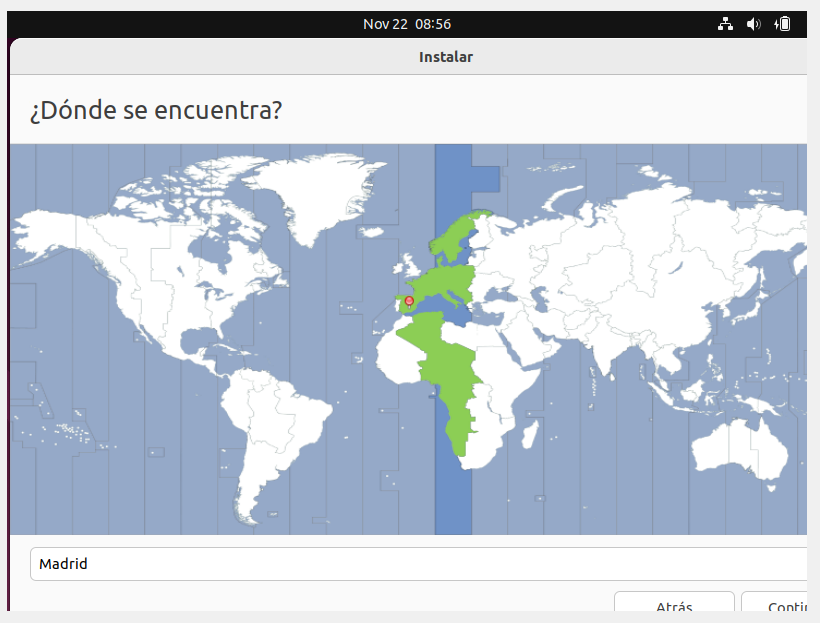 Nov 22 08:56
Instalar
¿Dónde se encuentra?
Madrid
Atrás